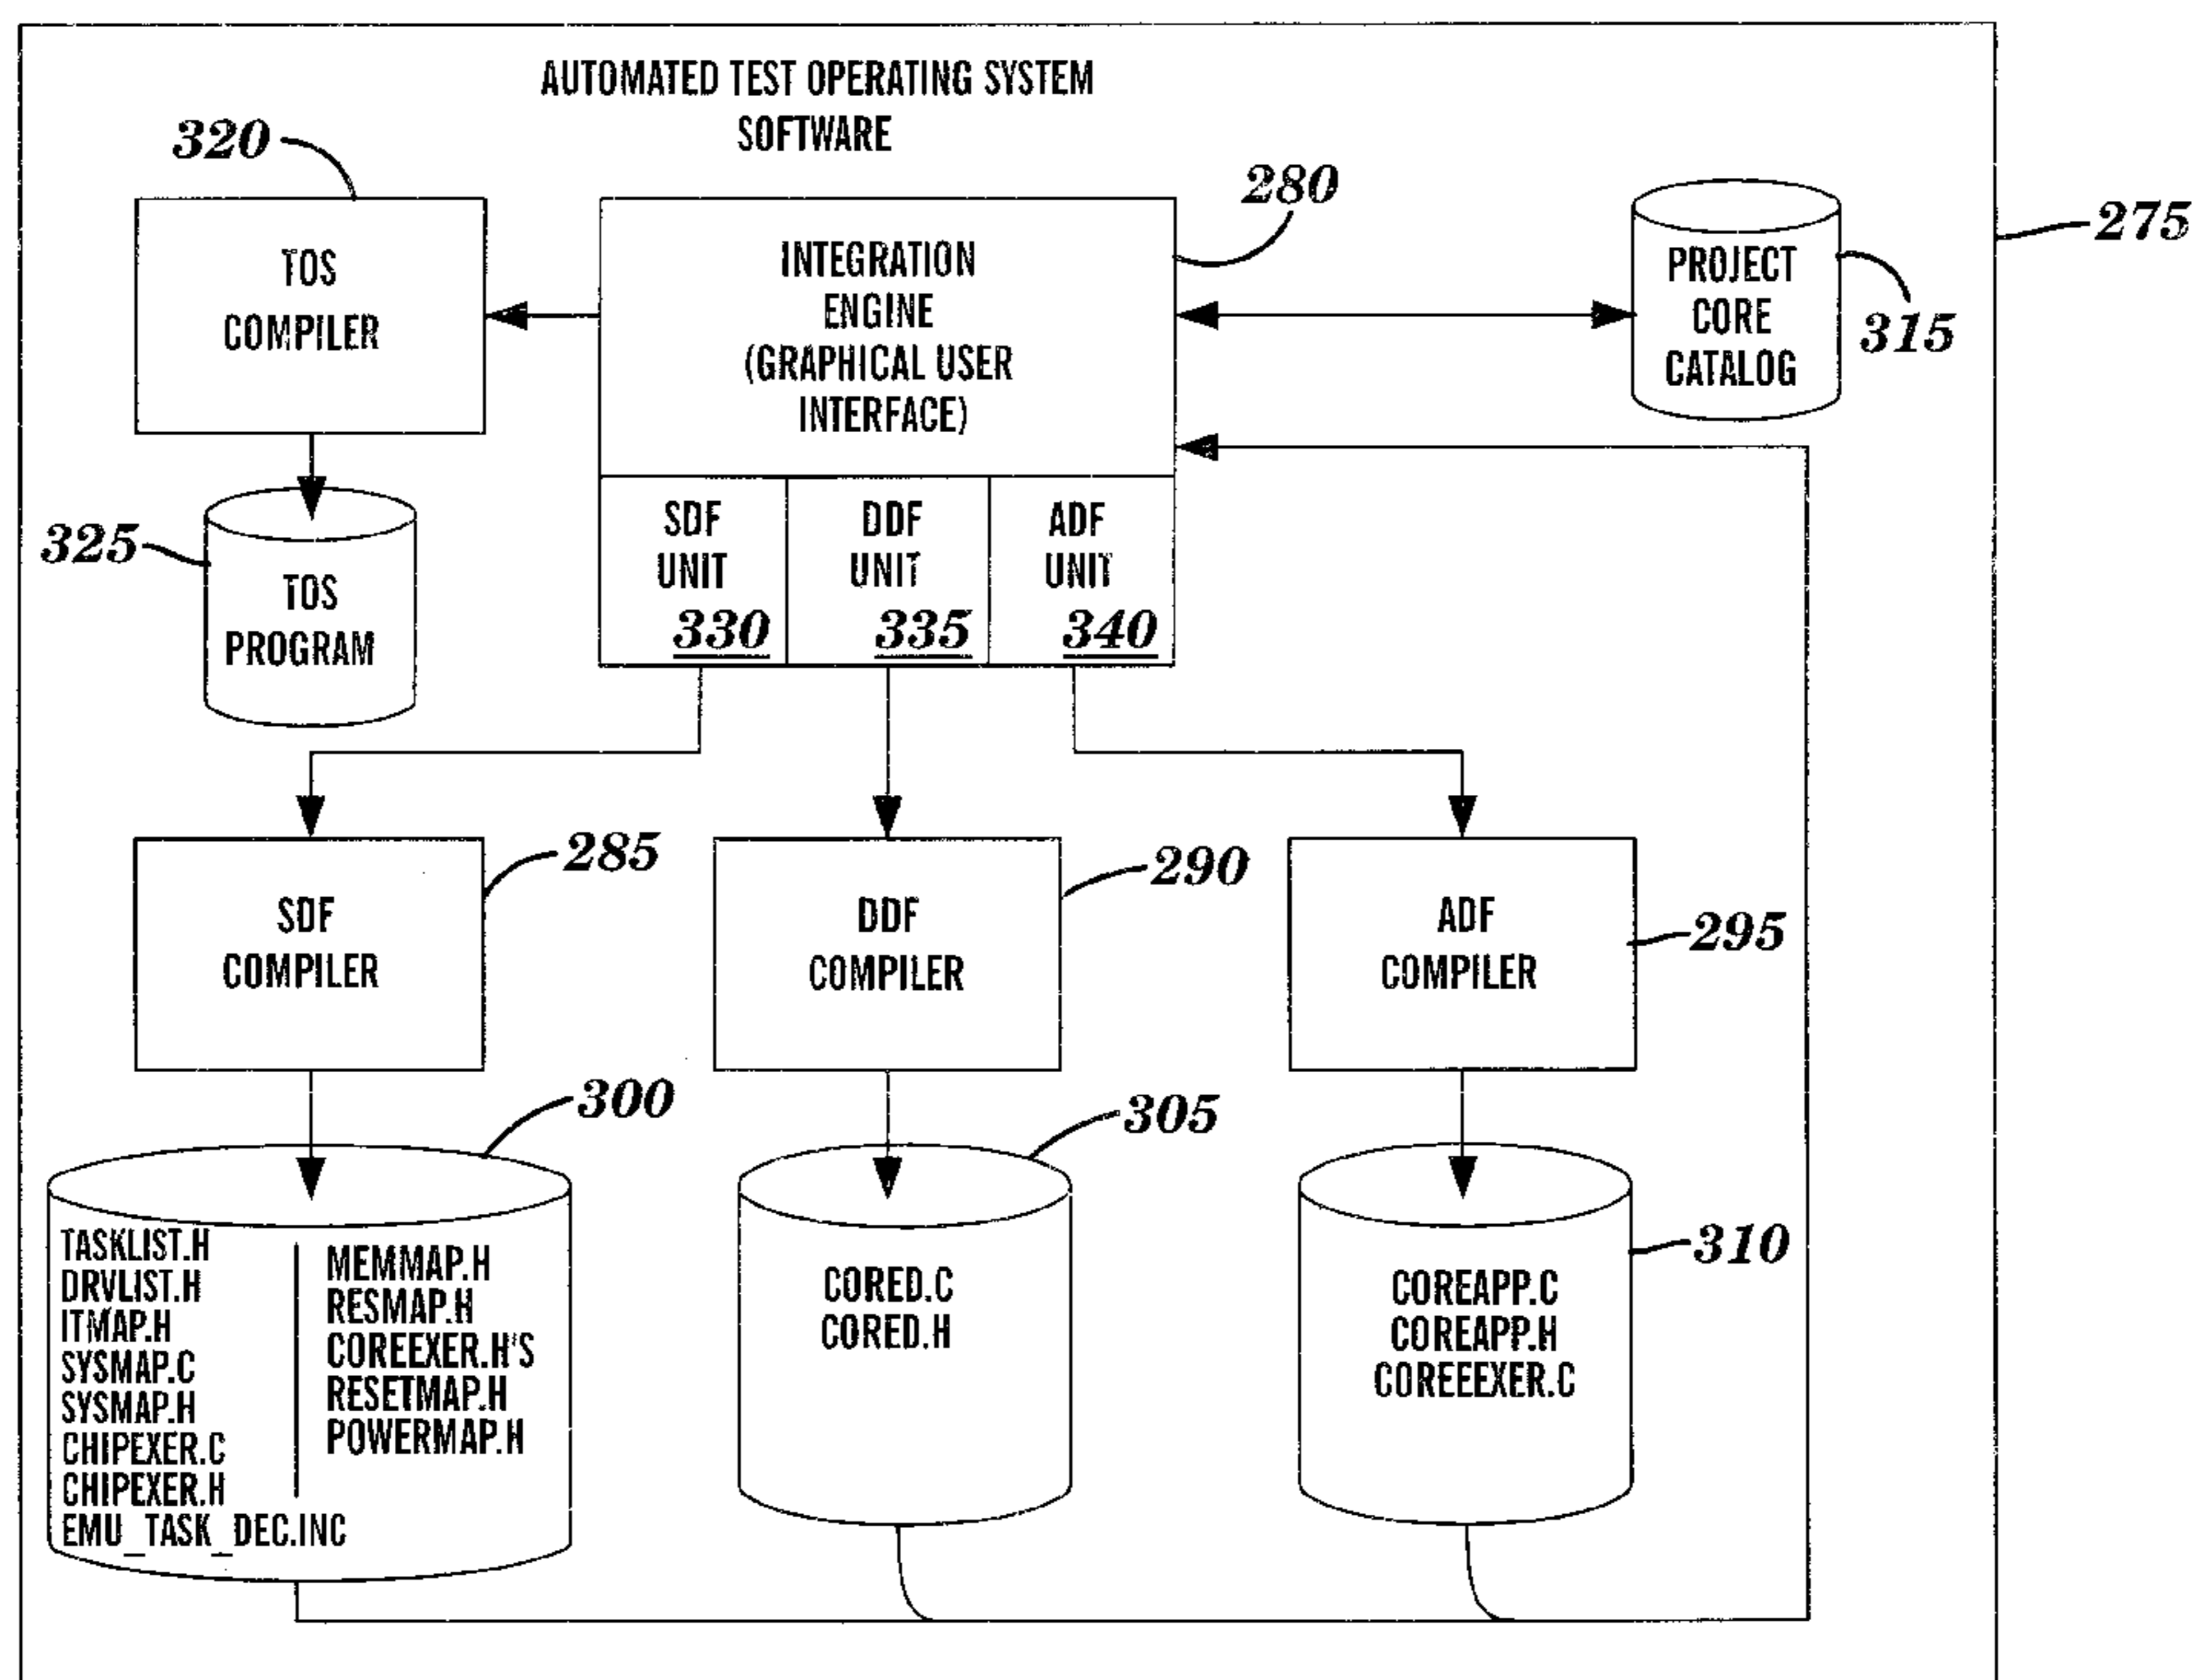 AUTOMATED TEST OPERATING SYSTEM
SOFTWARE
320
280
275
TOS
COMPILER
INTEGRATION
ENGINE
(GRAPHICAL USER
INTERFACE)
PROJECT
CORE
CATALOG
315
325
TOS
PROGRAM
SDF
UNIT
330
DDF
UNIT
335
ADF
UNIT
340
SDF
COMPILER
285
DDF
COMPILER
290
ADF
COMPILER
295
300
TASKLIST.H
DRVLIST.H
ITMAP.H
SYSMAP.C
SYSMAP.H
CHIPEXER.C
CHIPEXER.H
EMU_TASK_DEC.INC
MEMMAP.H
RESMAP.H
COREEXER.H'S
RESETMAP.H
POWERMAP.H
305
CORED.C
CORED.H
310
COREAPP.C
COREAPP.H
COREEEXER.C